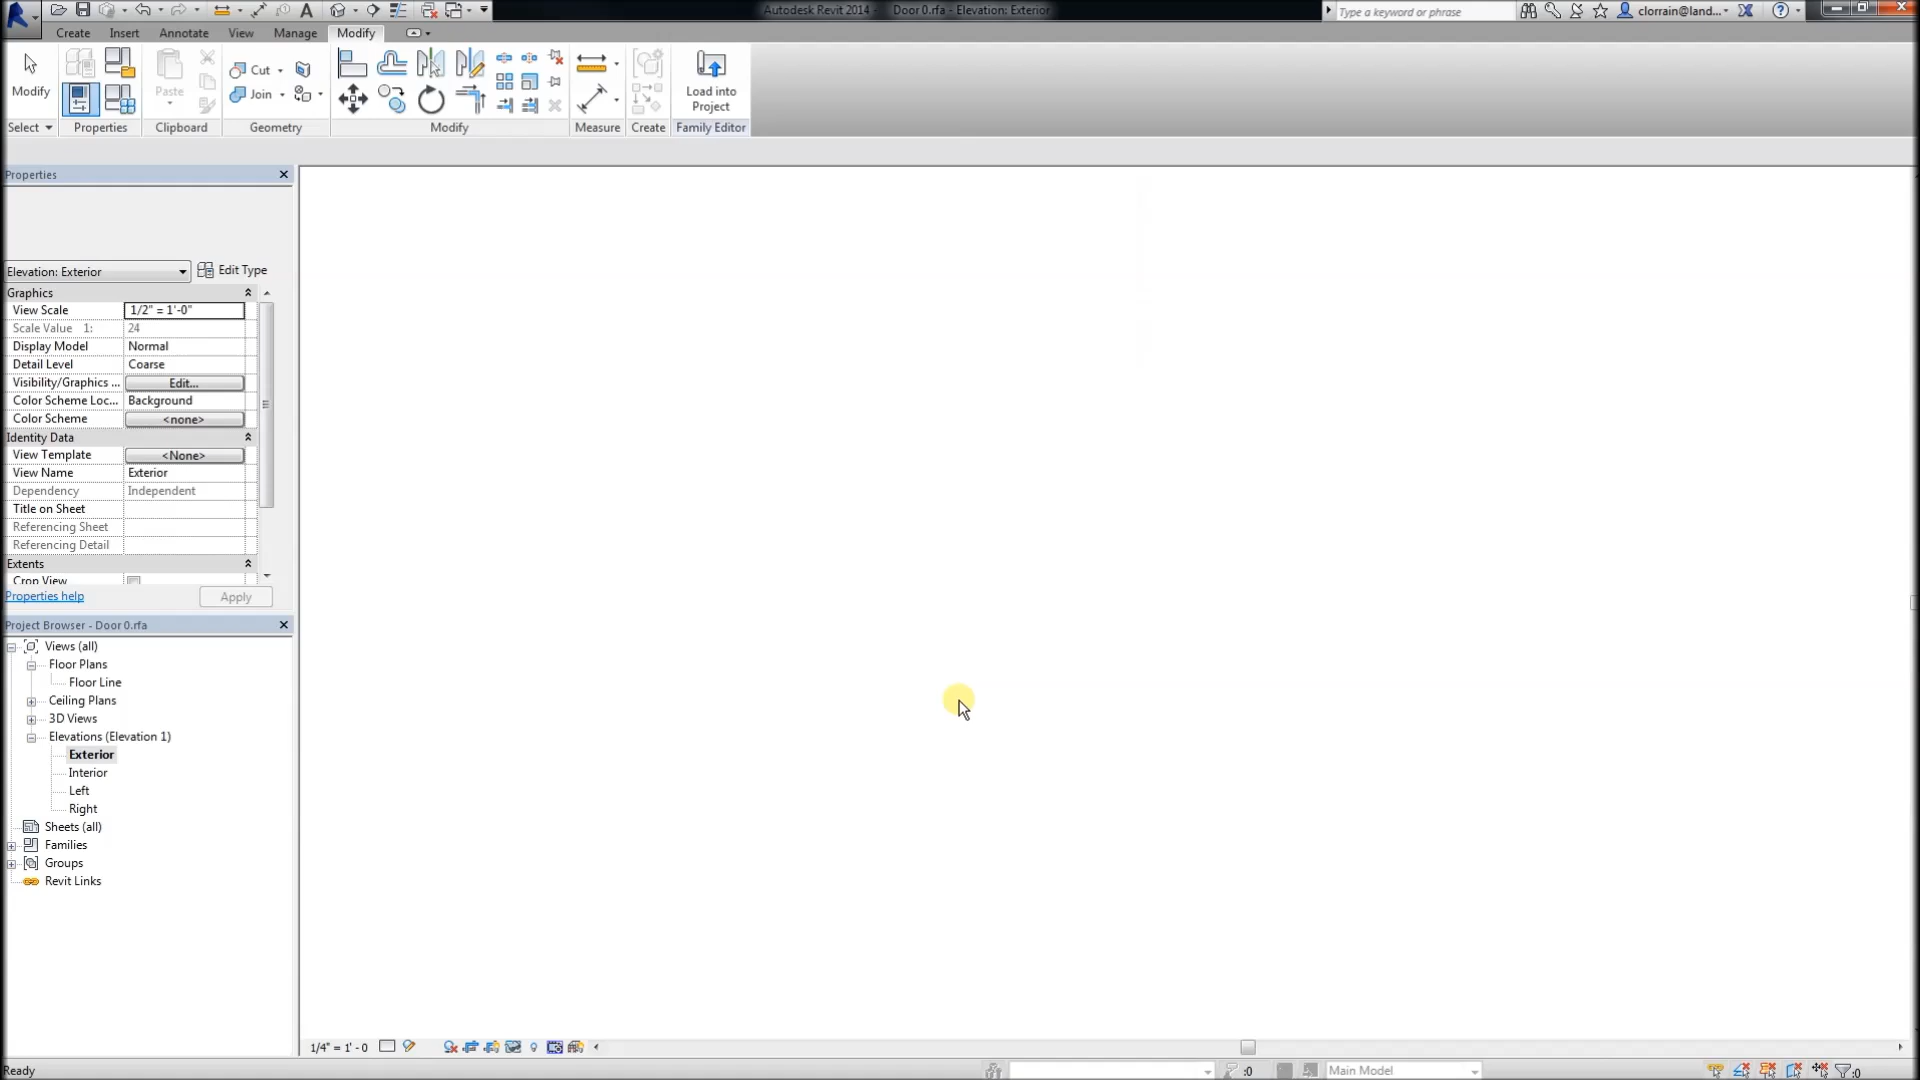 Autodesk Revit 2014 -    Door 0.rfa - Elevation: Exterior
Type a keyword or phrase
clorrain@land...
Create Insert Annotate View Manage Modify
Modify
Paste
Cut
Join
Load into
Project
Select Properties Clipboard Geometry Modify Measure Create Family Editor
Properties
Elevation: Exterior
Edit Type
Graphics
View Scale 1/2" = 1'-0"
Scale Value 1: 24
Display Model Normal
Detail Level Coarse
Visibility/Graphics ... Edit...
Color Scheme Loc... Background
Color Scheme <none>
Identity Data
View Template <None>
View Name Exterior
Dependency Independent
Title on Sheet
Referencing Sheet
Referencing Detail
Extents
Crop View
Properties help
Apply
Project Browser - Door 0.rfa
Views (all)
Floor Plans
Floor Line
Ceiling Plans
3D Views
Elevations (Elevation 1)
Exterior
Interior
Left
Right
Sheets (all)
Families
Groups
Revit Links
1/4" = 1' - 0
Ready
:0
Main Model
:0